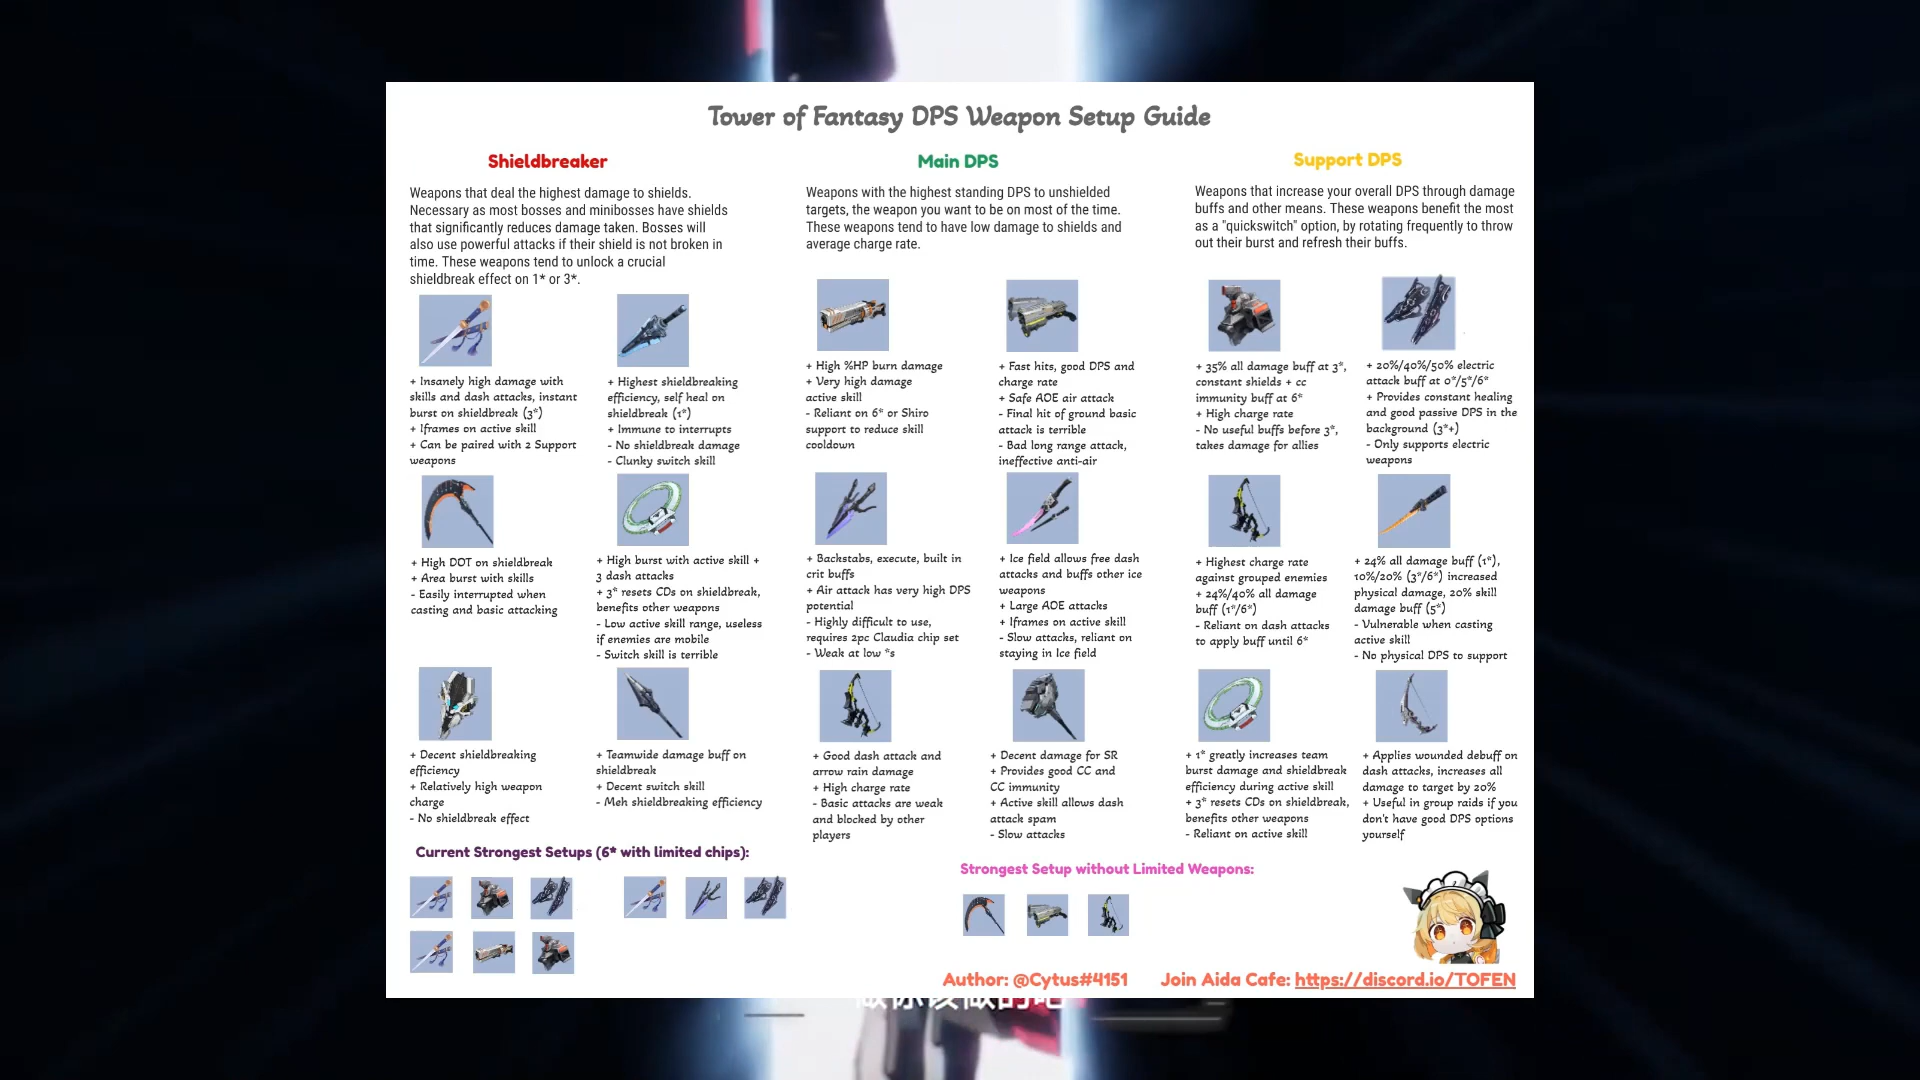 Tower of Fantasy DPS Weapon Setup Guide
Shieldbreaker
Weapons that deal the highest damage to shields.
Necessary as most bosses and minibosses have shields
that significantly reduces damage taken. Bosses will
also use powerful attacks if their shield is not broken in
time. These weapons tend to unlock a crucial
shieldbreak effect on 1* or 3*.
+ Insanely high damage with
skills and dash attacks, instant
burst on shieldbreak (3*)
+ Iframes on active skill
+ Can be paired with 2 Support
weapons
+ Highest shieldbreaking
efficiency, self heal on
shieldbreak (1*)
+ Immune to interrupts
- No shieldbreak damage
- Clunky switch skill
+ High DOT on shieldbreak
+ Area burst with skills
- Easily interrupted when
casting and basic attacking
+ High burst with active skill +
3 dash attacks
+ 3* resets CDs on shieldbreak,
benefits other weapons
- Low active skill range, useless
if enemies are mobile
- Switch skill is terrible
+ Decent shieldbreaking
efficiency
+ Relatively high weapon
charge
- No shieldbreak effect
+ Teamwide damage buff on
shieldbreak
+ Decent switch skill
- Meh shieldbreaking efficiency
Main DPS
Weapons with the highest standing DPS to unshielded
targets, the weapon you want to be on most of the time.
These weapons tend to have low damage to shields and
average charge rate.
+ High %HP burn damage
+ Very high damage
active skill
- Reliant on 6* or Shiro
support to reduce skill
cooldown
+ Fast hits, good DPS and
charge rate
+ Safe AOE air attack
- Final hit of ground basic
attack is terrible
- Bad long range attack,
ineffective anti-air
+ Backstabs, execute, built in
crit buffs
+ Air attack has very high DPS
potential
- Highly difficult to use,
requires 2pc Claudia chip set
- Weak at low *s
+ Ice field allows free dash
attacks and buffs other ice
weapons
+ Large AOE attacks
+ Iframes on active skill
- Slow attacks, reliant on
staying in Ice field
+ Good dash attack and
arrow rain damage
+ High charge rate
- Basic attacks are weak
and blocked by other
players
+ Decent damage for SR
+ Provides good CC and
CC immunity
+ Active skill allows dash
attack spam
- Slow attacks
Support DPS
Weapons that increase your overall DPS through damage
buffs and other means. These weapons benefit the most
as a "quickswitch" option, by rotating frequently to throw
out their burst and refresh their buffs.
+ 35% all damage buff at 3*,
constant shields + cc
immunity buff at 6*
+ High charge rate
- No useful buffs before 3*,
takes damage for allies
+ 20%/40%/50% electric
attack buff at 0*/5*/6*
+ Provides constant healing
and good passive DPS in the
background (3*+)
- Only supports electric
weapons
+ Highest charge rate
against grouped enemies
+ 24%/40% all damage
buff (1*/6*)
- Reliant on dash attacks
to apply buff until 6*
+ 24% all damage buff (1*),
10%/20% (3*/6*) increased
physical damage, 20% skill
damage buff (5*)
- Vulnerable when casting
active skill
- No physical DPS to support
+ 1* greatly increases team
burst damage and shieldbreak
efficiency during active skill
+ 3* resets CDs on shieldbreak,
benefits other weapons
- Reliant on active skill
+ Applies wounded debuff on
dash attacks, increases all
damage to target by 20%
+ Useful in group raids if you
don't have good DPS options
yourself
Current Strongest Setups (6* with limited chips):
Strongest Setup without Limited Weapons:
Author: @Cytus#4151
Join Aida Cafe: https://discord.io/TOFEN